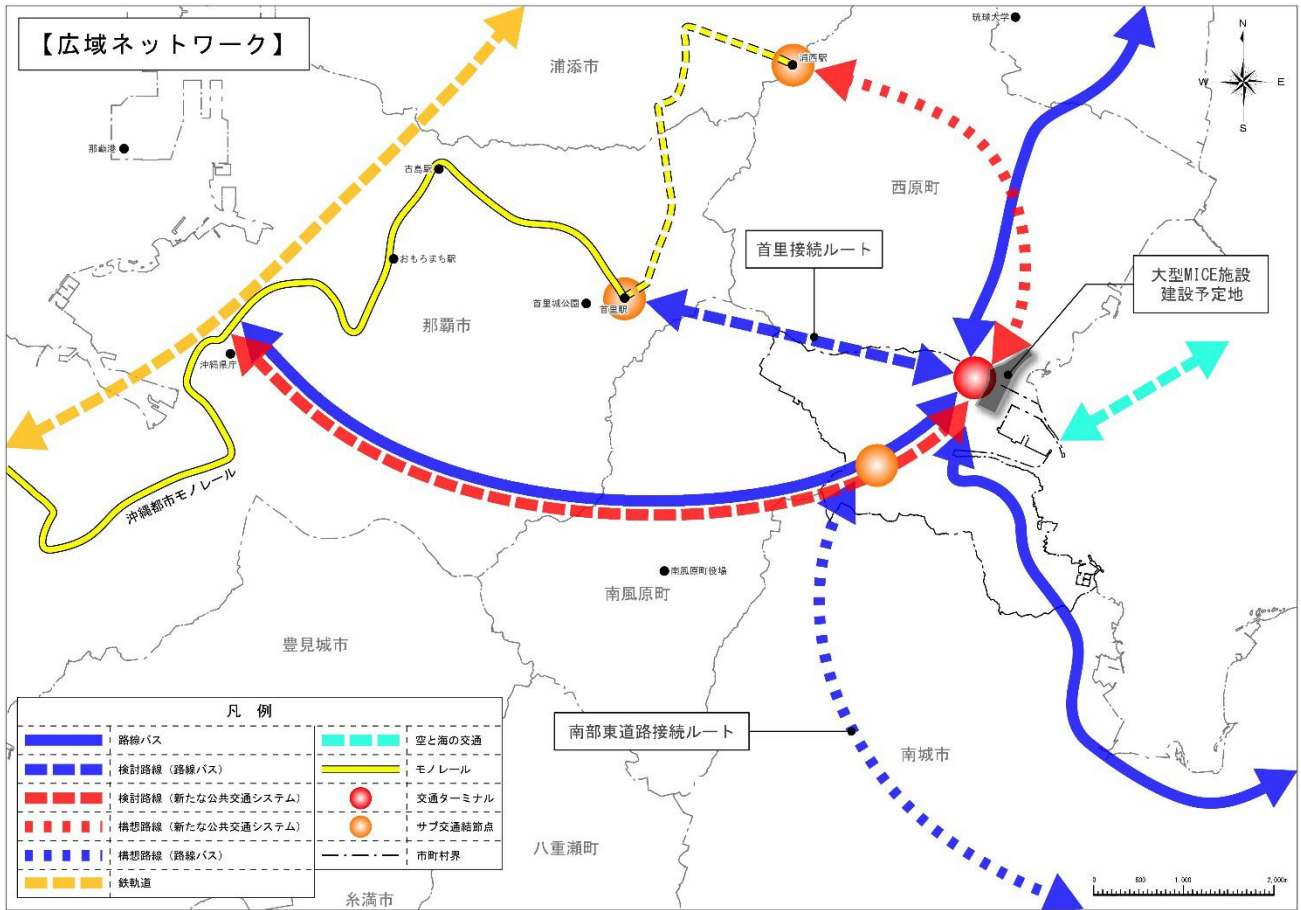 【広域ネットワーク】
琉球大学
N
W
E
S
浦添市
浦西駅
那覇港
古島駅
西原町
首里接続ルート
大型MICE施設
建設予定地
おもろまち駅
首里城公園
首里駅
那覇市
沖縄県庁
沖縄都市モノレール
南風原町役場
南風原町
豊見城市
南部東道路接続ルート
南城市
八重瀬町
糸満市
凡 例
路線バス
検討路線（路線バス）
検討路線（新たな公共交通システム）
構想路線（新たな公共交通システム）
構想路線（路線バス）
鉄軌道
空と海の交通
モノレール
交通ターミナル
サブ交通結節点
市町村界
0 500 1,000 2,000m